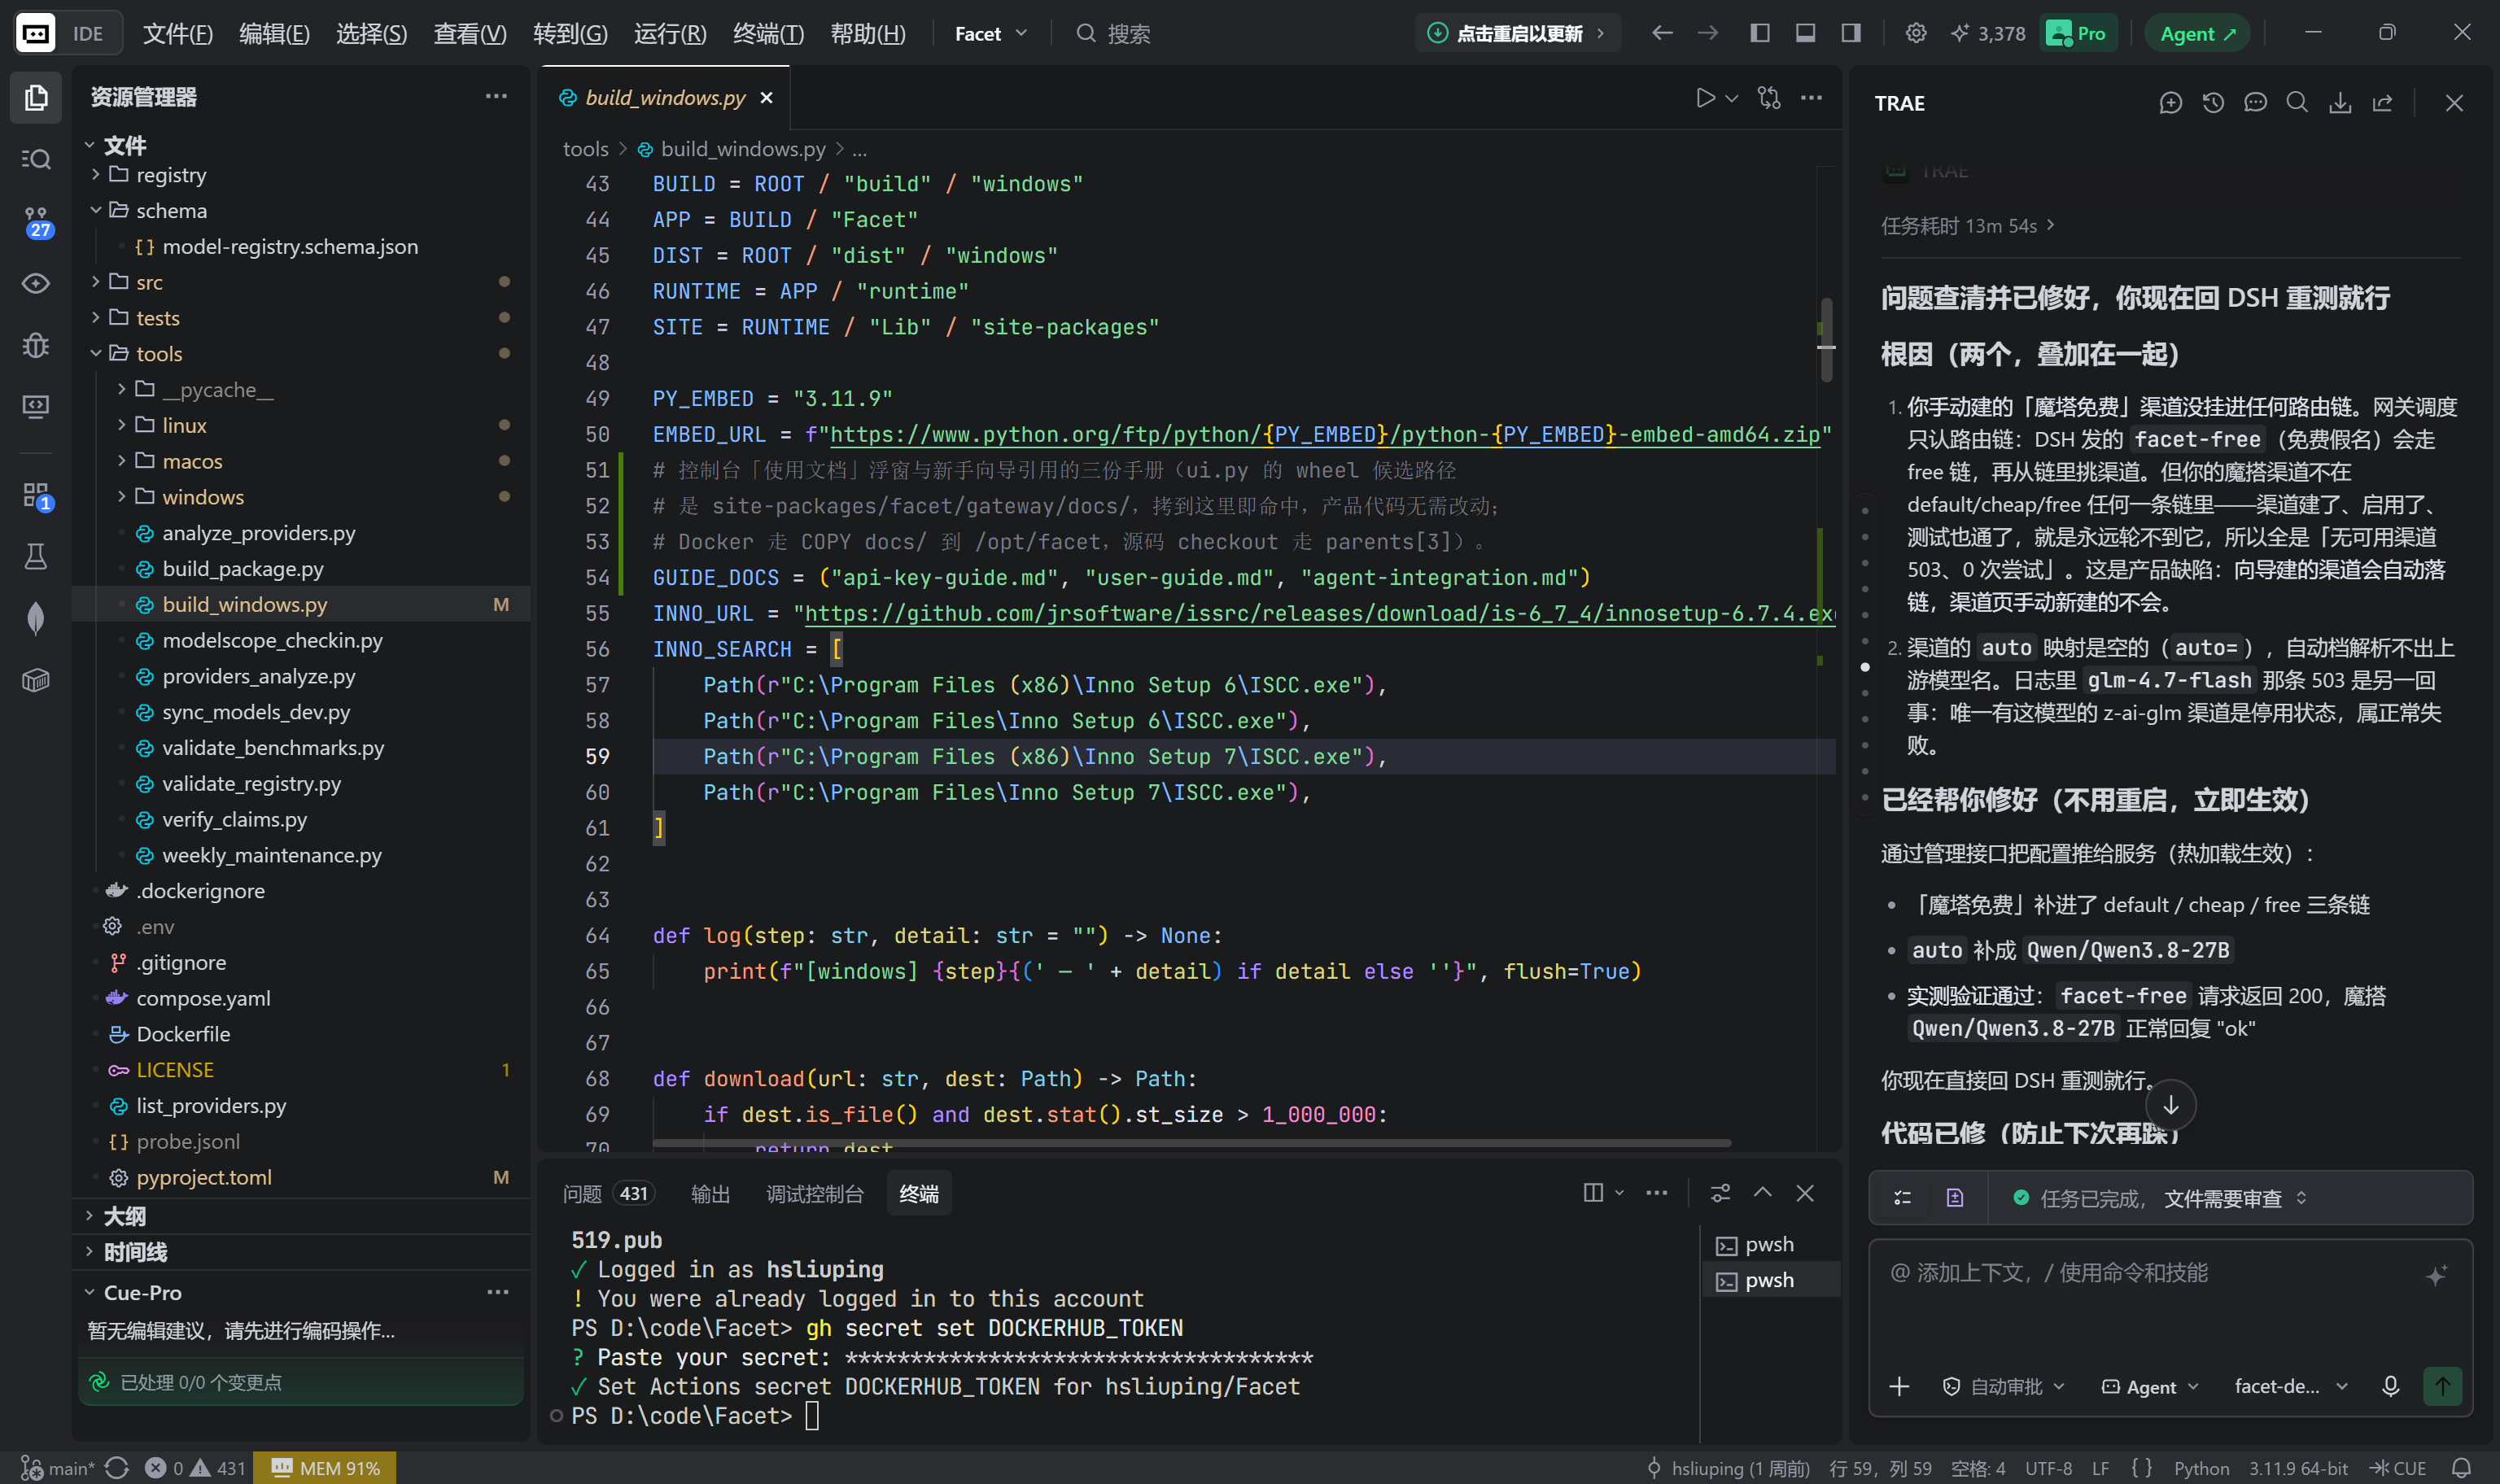 IDE 文件(F) 编辑(E) 选择(S) 查看(V) 转到(G) 运行(R) 终端(T) 帮助(H) Facet 搜索 点击重启以更新 3,378 Pro Agent ↗
资源管理器
文件
registry
schema
{} model-registry.schema.json
src
tests
tools
__pycache__
linux
macos
windows
analyze_providers.py
build_package.py
build_windows.py M
modelscope_checkin.py
providers_analyze.py
sync_models_dev.py
validate_benchmarks.py
validate_registry.py
verify_claims.py
weekly_maintenance.py
.dockerignore
.env
.gitignore
compose.yaml
Dockerfile
LICENSE 1
list_providers.py
{} probe.jsonl
pyproject.toml M
大纲
时间线
Cue-Pro
暂无编辑建议，请先进行编码操作...
已处理 0/0 个变更点
27
1
build_windows.py
tools > build_windows.py > ...
43 BUILD = ROOT / "build" / "windows"
44 APP = BUILD / "Facet"
45 DIST = ROOT / "dist" / "windows"
46 RUNTIME = APP / "runtime"
47 SITE = RUNTIME / "Lib" / "site-packages"
48
49 PY_EMBED = "3.11.9"
50 EMBED_URL = f"https://www.python.org/ftp/python/{PY_EMBED}/python-{PY_EMBED}-embed-amd64.zip"
51 # 控制台「使用文档」浮窗与新手向导引用的三份手册（ui.py 的 wheel 候选路径
52 # 是 site-packages/facet/gateway/docs/，拷到这里即命中，产品代码无需改动；
53 # Docker 走 COPY docs/ 到 /opt/facet，源码 checkout 走 parents[3]）。
54 GUIDE_DOCS = ("api-key-guide.md", "user-guide.md", "agent-integration.md")
55 INNO_URL = "https://github.com/jrsoftware/issrc/releases/download/is-6_7_4/innosetup-6.7.4.ex
56 INNO_SEARCH = [
57 Path(r"C:\Program Files (x86)\Inno Setup 6\ISCC.exe"),
58 Path(r"C:\Program Files\Inno Setup 6\ISCC.exe"),
59 Path(r"C:\Program Files (x86)\Inno Setup 7\ISCC.exe"),
60 Path(r"C:\Program Files\Inno Setup 7\ISCC.exe"),
61 ]
62
63
64 def log(step: str, detail: str = "") -> None:
65 print(f"[windows] {step}{(' — ' + detail) if detail else ''}", flush=True)
66
67
68 def download(url: str, dest: Path) -> Path:
69 if dest.is_file() and dest.stat().st_size > 1_000_000:
70 return dest
问题 431 输出 调试控制台 终端
519.pub
✓ Logged in as hsliuping
! You were already logged in to this account
PS D:\code\Facet> gh secret set DOCKERHUB_TOKEN
? Paste your secret: *************************************
✓ Set Actions secret DOCKERHUB_TOKEN for hsliuping/Facet
PS D:\code\Facet>
pwsh
pwsh
TRAE
TRAE
任务耗时 13m 54s
问题查清并已修好，你现在回 DSH 重测就行
根因（两个，叠加在一起）
1. 你手动建的「魔塔免费」渠道没挂进任何路由链。网关调度
只认路由链：DSH 发的 facet-free（免费假名）会走
free 链，再从链里挑渠道。但你的魔搭渠道不在
default/cheap/free 任何一条链里——渠道建了、启用了、
测试也通了，就是永远轮不到它，所以全是「无可用渠道
503、0 次尝试」。这是产品缺陷：向导建的渠道会自动落
链，渠道页手动新建的不会。
2. 渠道的 auto 映射是空的（auto=），自动档解析不出上
游模型名。日志里 glm-4.7-flash 那条 503 是另一回
事：唯一有这模型的 z-ai-glm 渠道是停用状态，属正常失
败。
已经帮你修好（不用重启，立即生效）
通过管理接口把配置推给服务（热加载生效）：
• 「魔塔免费」补进了 default / cheap / free 三条链
• auto 补成 Qwen/Qwen3.8-27B
• 实测验证通过：facet-free 请求返回 200，魔搭
Qwen/Qwen3.8-27B 正常回复 "ok"
你现在直接回 DSH 重测就行。
代码已修（防止下次再踩）
任务已完成，文件需要审查
@ 添加上下文，/ 使用命令和技能
自动审批 Agent facet-de...
main* 0 431 MEM 91% hsliuping (1 周前) 行 59，列 59 空格: 4 UTF-8 LF {} Python 3.11.9 64-bit CUE